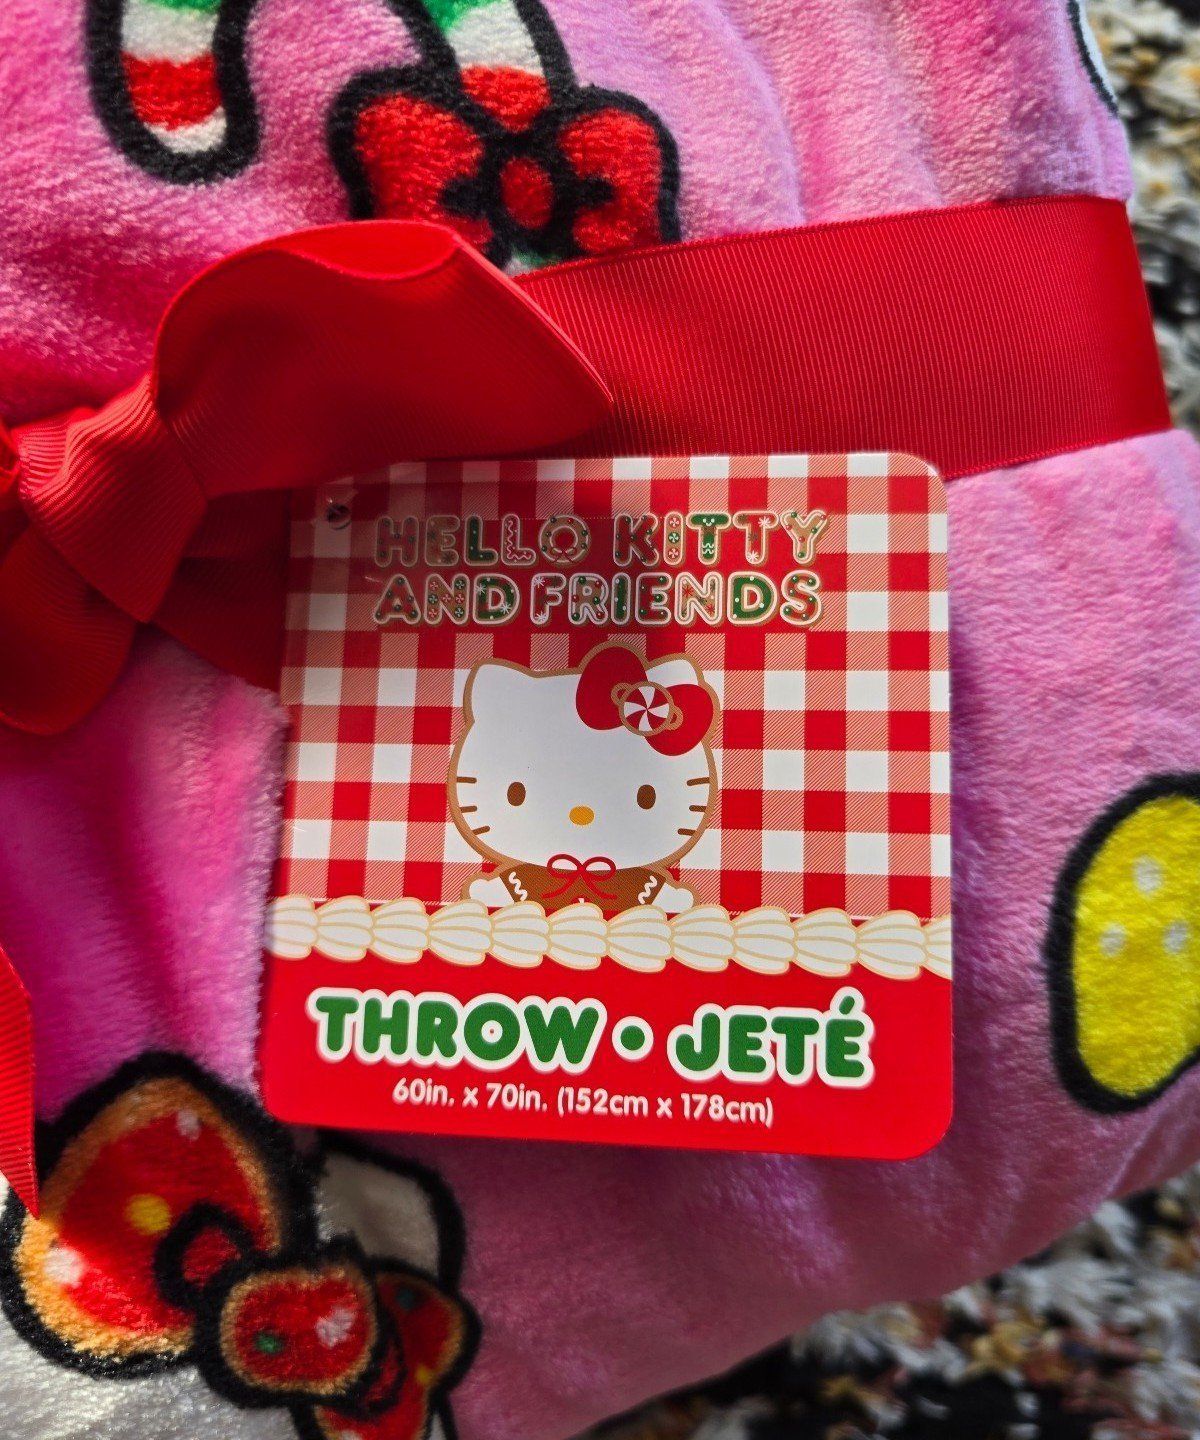 HELLO KITTY
AND FRIENDS
THROW • JETÉ
60in. x 70in. (152cm x 178cm)